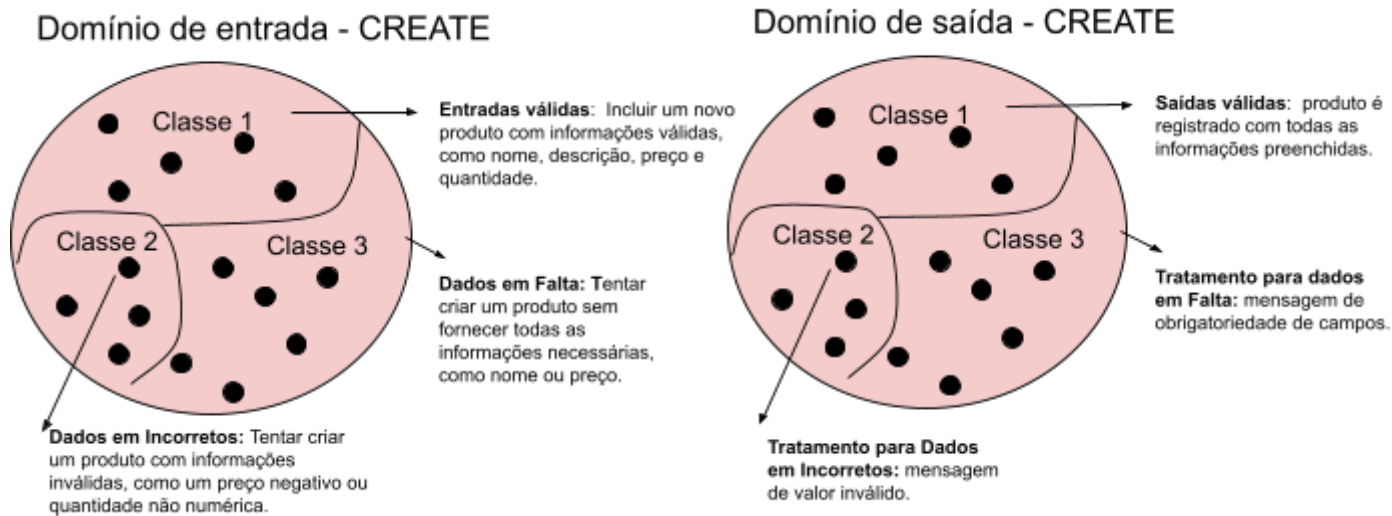 Domínio de entrada - CREATE
Classe 1
Entradas válidas: Incluir um novo
produto com informações válidas,
como nome, descrição, preço e
quantidade.
Classe 2
Classe 3
Dados em Falta: Tentar
criar um produto sem
fornecer todas as
informações necessárias,
como nome ou preço.
Dados em Incorretos: Tentar criar
um produto com informações
inválidas, como um preço negativo ou
quantidade não numérica.
Domínio de saída - CREATE
Classe 1
Saídas válidas: produto é
registrado com todas as
informações preenchidas.
Classe 2
Classe 3
Tratamento para dados
em Falta: mensagem de
obrigatoriedade de campos.
Tratamento para Dados
em Incorretos: mensagem
de valor inválido.